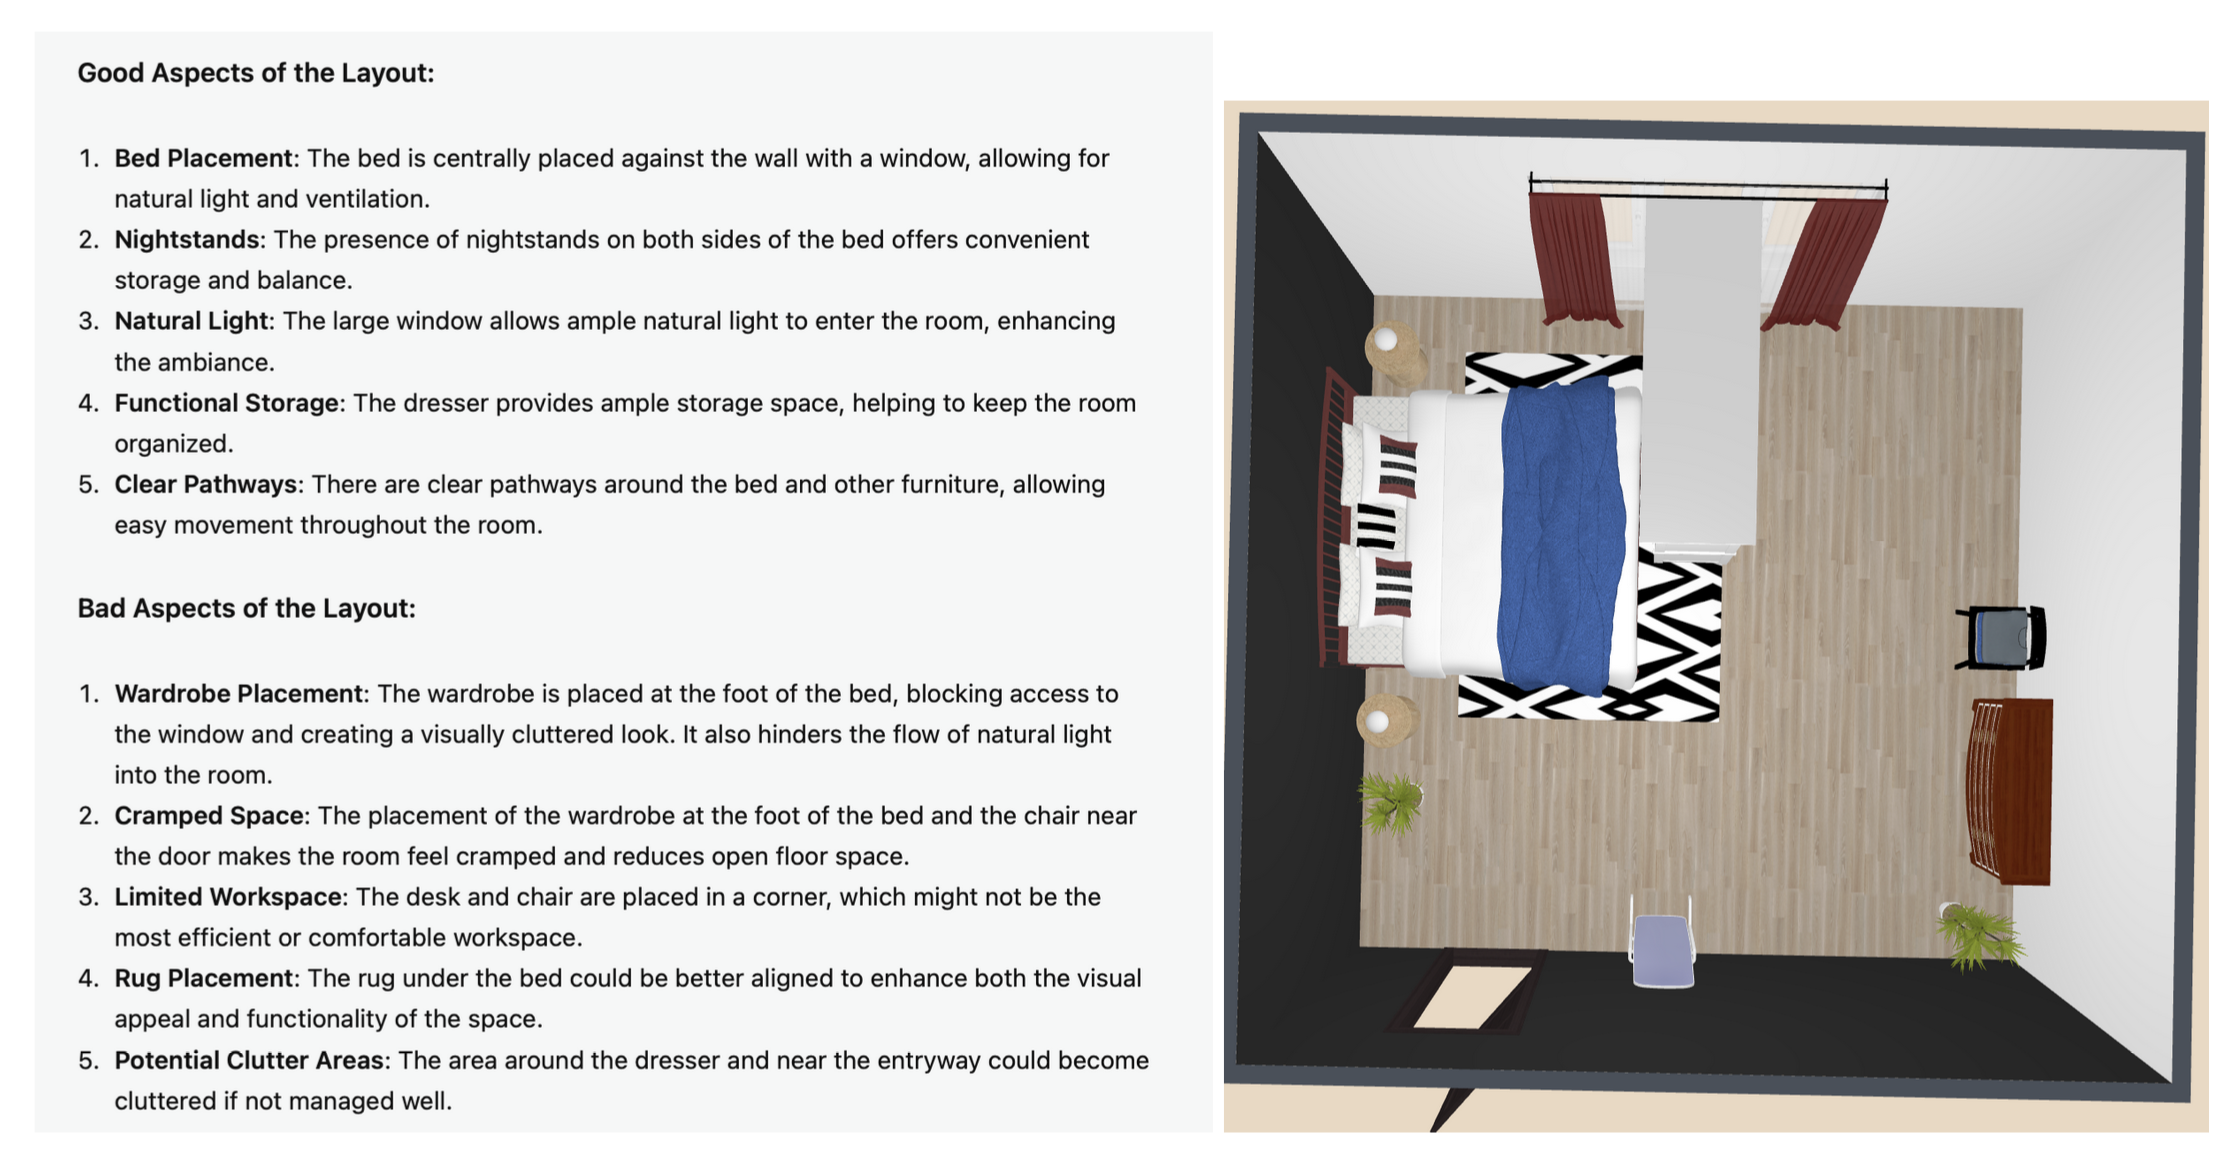 Good Aspects of the Layout:
1. Bed Placement: The bed is centrally placed against the wall with a window, allowing for
natural light and ventilation.
2. Nightstands: The presence of nightstands on both sides of the bed offers convenient
storage and balance.
3. Natural Light: The large window allows ample natural light to enter the room, enhancing
the ambiance.
4. Functional Storage: The dresser provides ample storage space, helping to keep the room
organized.
5. Clear Pathways: There are clear pathways around the bed and other furniture, allowing
easy movement throughout the room.
Bad Aspects of the Layout:
1. Wardrobe Placement: The wardrobe is placed at the foot of the bed, blocking access to
the window and creating a visually cluttered look. It also hinders the flow of natural light
into the room.
2. Cramped Space: The placement of the wardrobe at the foot of the bed and the chair near
the door makes the room feel cramped and reduces open floor space.
3. Limited Workspace: The desk and chair are placed in a corner, which might not be the
most efficient or comfortable workspace.
4. Rug Placement: The rug under the bed could be better aligned to enhance both the visual
appeal and functionality of the space.
5. Potential Clutter Areas: The area around the dresser and near the entryway could become
cluttered if not managed well.